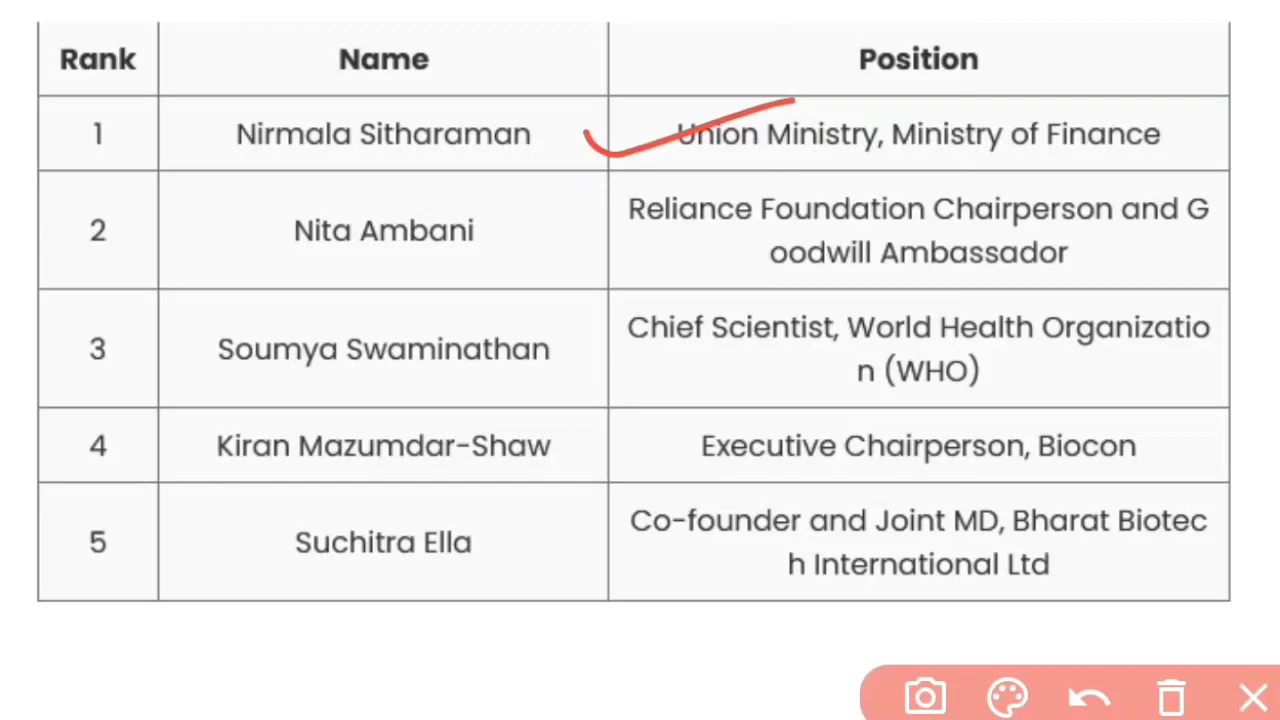 Rank Name Position
1 Nirmala Sitharaman Union Ministry, Ministry of Finance
2 Nita Ambani Reliance Foundation Chairperson and G
oodwill Ambassador
3 Soumya Swaminathan Chief Scientist, World Health Organizatio
n (WHO)
4 Kiran Mazumdar-Shaw Executive Chairperson, Biocon
5 Suchitra Ella Co-founder and Joint MD, Bharat Biotec
h International Ltd